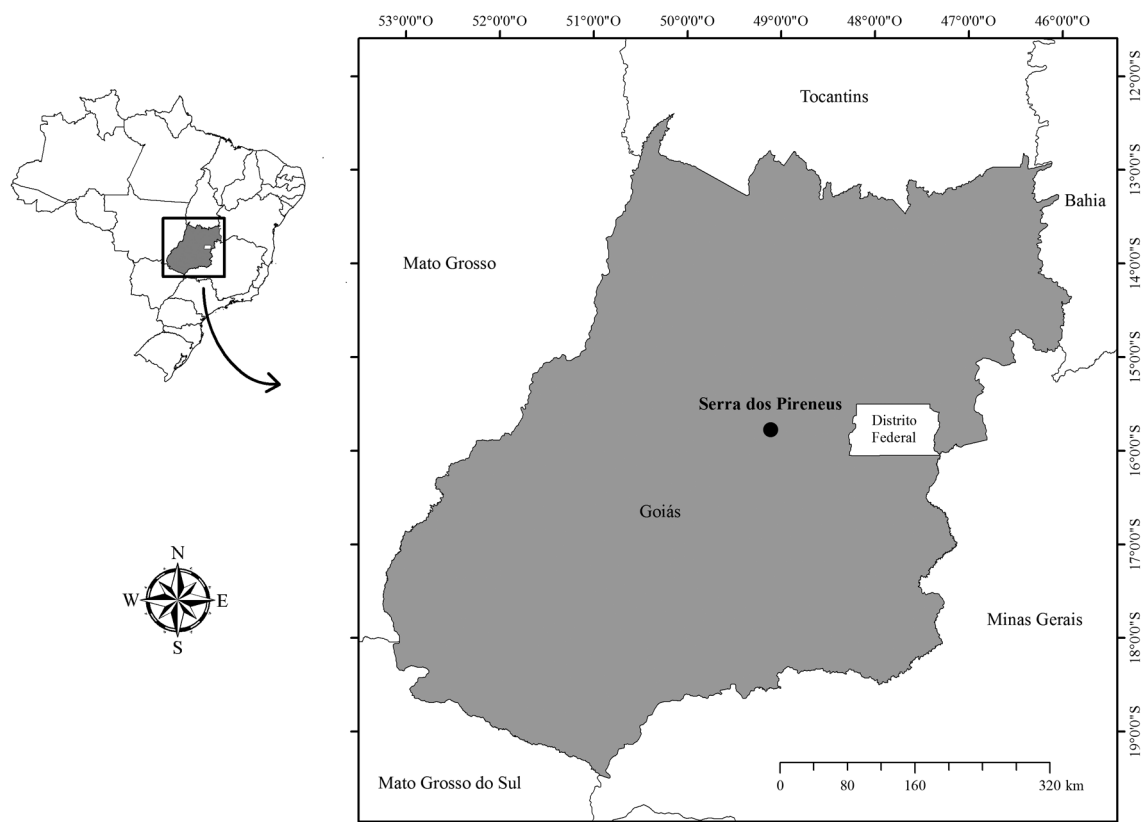 53°0'0"O
52°0'0"O
51°0'0"O
50°0'0"O
49°0'0"O
48°0'0"O
47°0'0"O
46°0'0"O
12°0'0"S
13°0'0"S
14°0'0"S
15°0'0"S
16°0'0"S
17°0'0"S
18°0'0"S
19°0'0"S
Tocantins
Bahia
Mato Grosso
Serra dos Pireneus
Distrito
Federal
Goiás
Minas Gerais
Mato Grosso do Sul
0
80
160
320 km
N
W
E
S